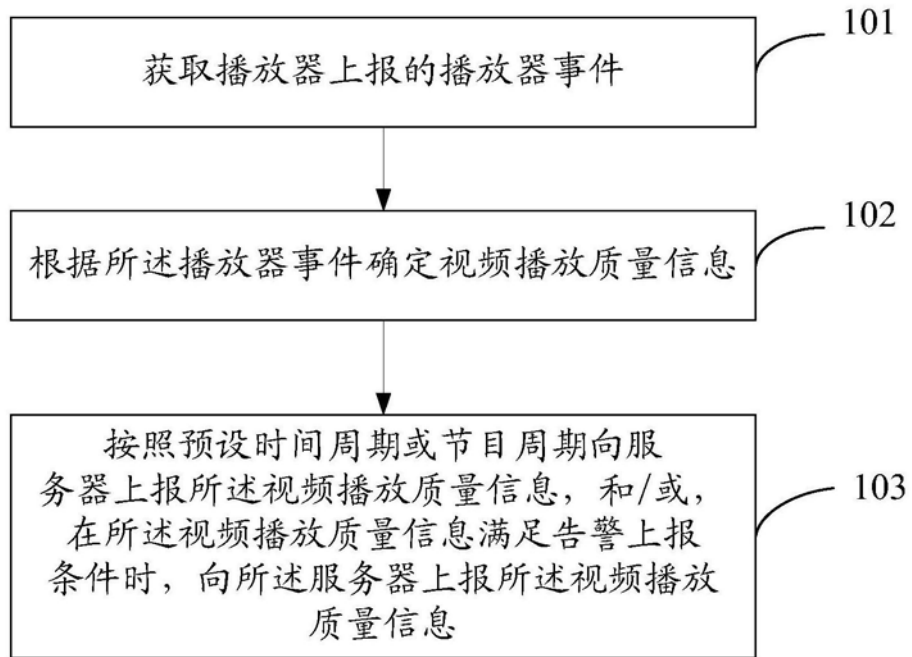 获取播放器上报的播放器事件
101
根据所述播放器事件确定视频播放质量信息
102
按照预设时间周期或节目周期向服
务器上报所述视频播放质量信息，和/或，
在所述视频播放质量信息满足告警上报
条件时，向所述服务器上报所述视频播放
质量信息
103